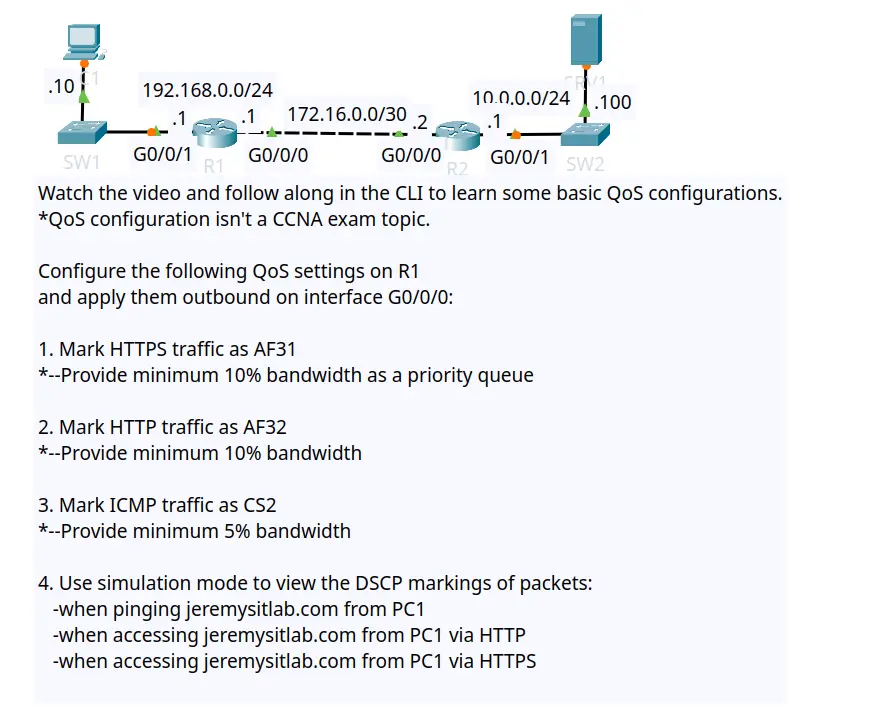 .10
C1
192.168.0.0/24
.1
.1
172.16.0.0/30
.2
10.0.0.0/24
.1
SRV1
.100
SW1
G0/0/1
R1
G0/0/0
G0/0/0
R2
G0/0/1
SW2
Watch the video and follow along in the CLI to learn some basic QoS configurations.
*QoS configuration isn't a CCNA exam topic.
Configure the following QoS settings on R1
and apply them outbound on interface G0/0/0:
1. Mark HTTPS traffic as AF31
*--Provide minimum 10% bandwidth as a priority queue
2. Mark HTTP traffic as AF32
*--Provide minimum 10% bandwidth
3. Mark ICMP traffic as CS2
*--Provide minimum 5% bandwidth
4. Use simulation mode to view the DSCP markings of packets:
-when pinging jeremysitlab.com from PC1
-when accessing jeremysitlab.com from PC1 via HTTP
-when accessing jeremysitlab.com from PC1 via HTTPS